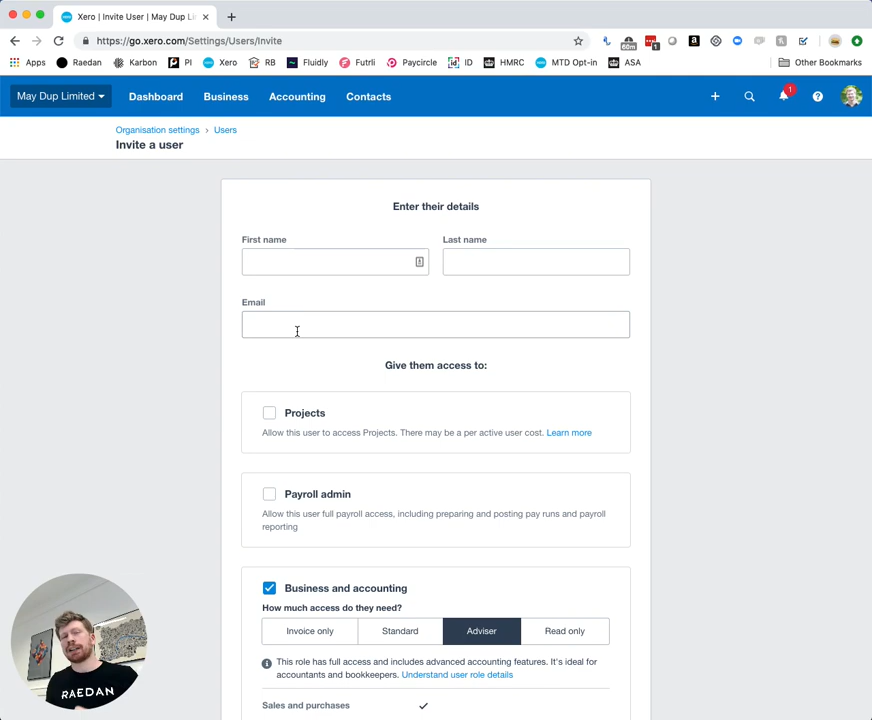 Xero | Invite User | May Dup Li
https://go.xero.com/Settings/Users/Invite
60m
1
Apps Raedan Karbon PI Xero RB Fluidly Futrli Paycircle ID HMRC MTD Opt-in ASA Other Bookmarks
May Dup Limited Dashboard Business Accounting Contacts
1
Organisation settings › Users
Invite a user
Enter their details
First name Last name
Email
Give them access to:
Projects
Allow this user to access Projects. There may be a per active user cost. Learn more
Payroll admin
Allow this user full payroll access, including preparing and posting pay runs and payroll
reporting
Business and accounting
How much access do they need?
Invoice only Standard Adviser Read only
This role has full access and includes advanced accounting features. It's ideal for
accountants and bookkeepers. Understand user role details
Sales and purchases
RAEDAN